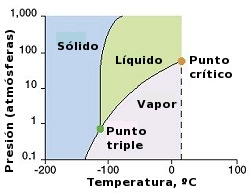 Presión (atmósferas)
1,000
100
10
1
0.1
Sólido
Líquido
Punto
crítico
Vapor
Punto
triple
-200
-100
0
100
Temperatura, ºC